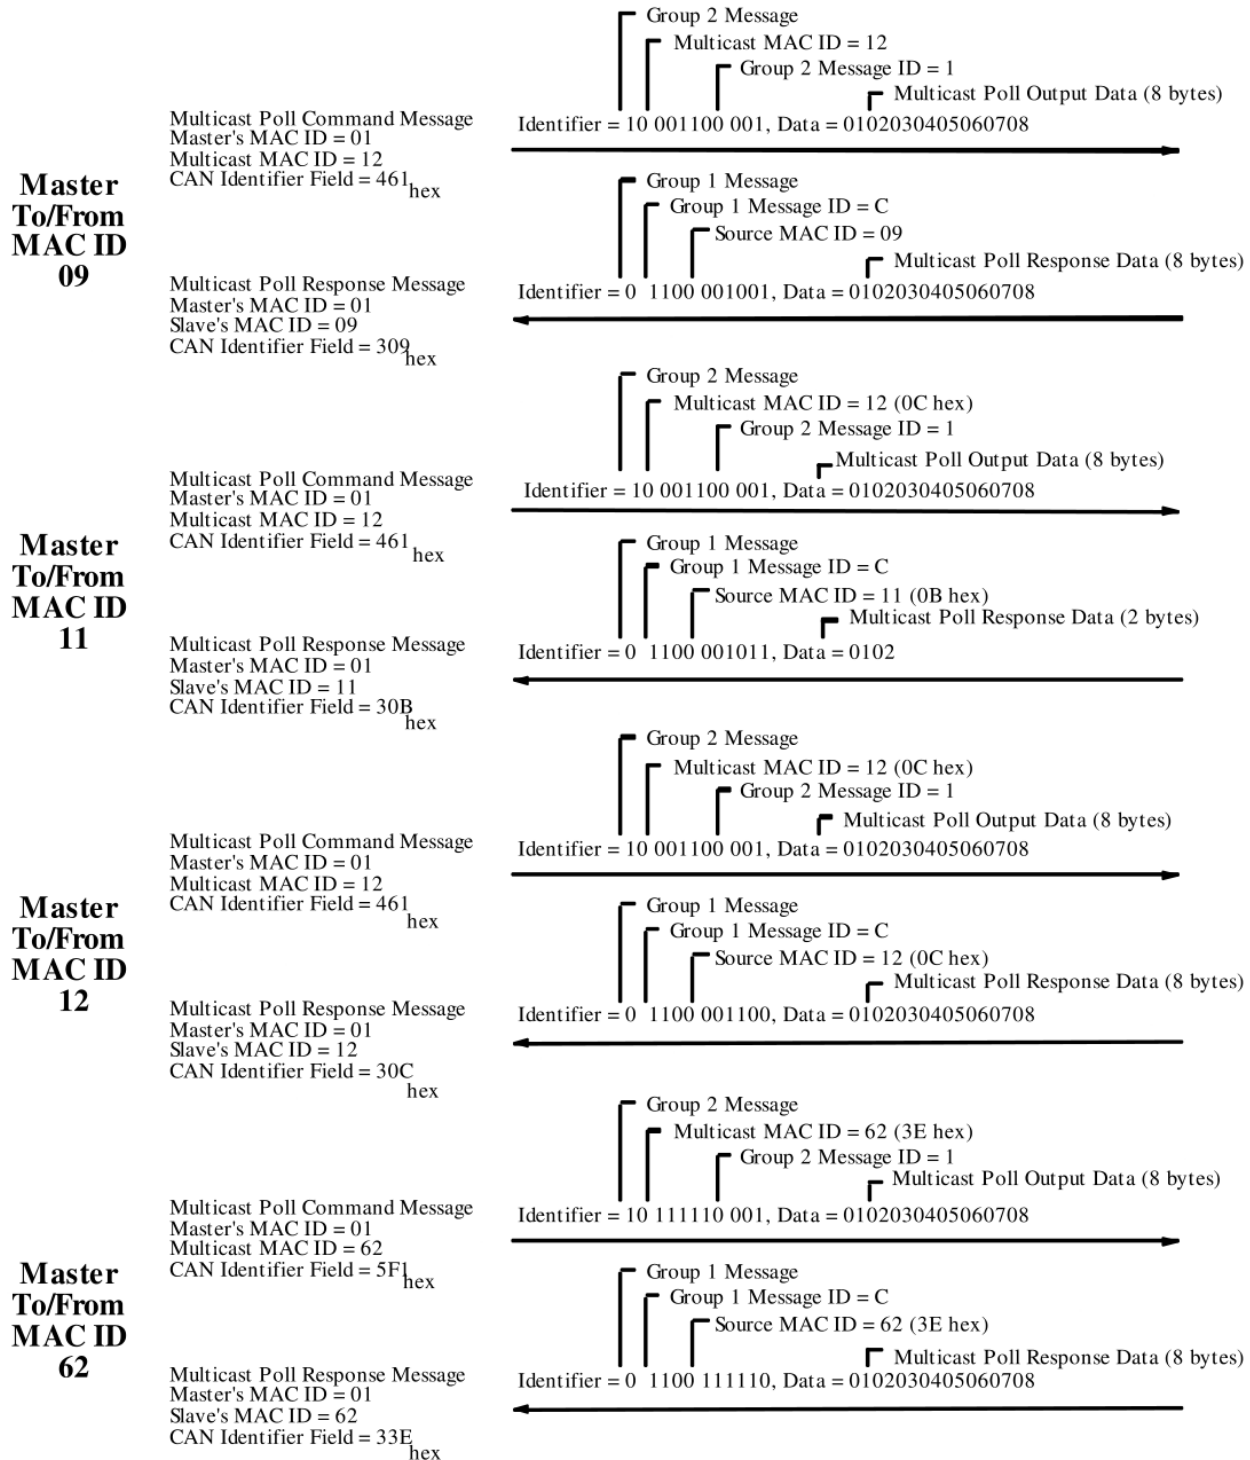 Group 2 Message
Multicast MAC ID = 12
Group 2 Message ID = 1
Multicast Poll Output Data (8 bytes)
Identifier = 10 001100 001, Data = 0102030405060708
Multicast Poll Command Message
Master's MAC ID = 01
Multicast MAC ID = 12
CAN Identifier Field = 461hex
Master
To/From
MAC ID
09
Group 1 Message
Group 1 Message ID = C
Source MAC ID = 09
Multicast Poll Response Data (8 bytes)
Identifier = 0 1100 001001, Data = 0102030405060708
Multicast Poll Response Message
Master's MAC ID = 01
Slave's MAC ID = 09
CAN Identifier Field = 309hex
Group 2 Message
Multicast MAC ID = 12 (0C hex)
Group 2 Message ID = 1
Multicast Poll Output Data (8 bytes)
Identifier = 10 001100 001, Data = 0102030405060708
Multicast Poll Command Message
Master's MAC ID = 01
Multicast MAC ID = 12
CAN Identifier Field = 461hex
Master
To/From
MAC ID
11
Group 1 Message
Group 1 Message ID = C
Source MAC ID = 11 (0B hex)
Multicast Poll Response Data (2 bytes)
Identifier = 0 1100 001011, Data = 0102
Multicast Poll Response Message
Master's MAC ID = 01
Slave's MAC ID = 11
CAN Identifier Field = 30Bhex
Group 2 Message
Multicast MAC ID = 12 (0C hex)
Group 2 Message ID = 1
Multicast Poll Output Data (8 bytes)
Identifier = 10 001100 001, Data = 0102030405060708
Multicast Poll Command Message
Master's MAC ID = 01
Multicast MAC ID = 12
CAN Identifier Field = 461hex
Master
To/From
MAC ID
12
Group 1 Message
Group 1 Message ID = C
Source MAC ID = 12 (0C hex)
Multicast Poll Response Data (8 bytes)
Identifier = 0 1100 001100, Data = 0102030405060708
Multicast Poll Response Message
Master's MAC ID = 01
Slave's MAC ID = 12
CAN Identifier Field = 30Chex
Group 2 Message
Multicast MAC ID = 62 (3E hex)
Group 2 Message ID = 1
Multicast Poll Output Data (8 bytes)
Identifier = 10 111110 001, Data = 0102030405060708
Multicast Poll Command Message
Master's MAC ID = 01
Multicast MAC ID = 62
CAN Identifier Field = 5F1hex
Master
To/From
MAC ID
62
Group 1 Message
Group 1 Message ID = C
Source MAC ID = 62 (3E hex)
Multicast Poll Response Data (8 bytes)
Identifier = 0 1100 111110, Data = 0102030405060708
Multicast Poll Response Message
Master's MAC ID = 01
Slave's MAC ID = 62
CAN Identifier Field = 33Ehex